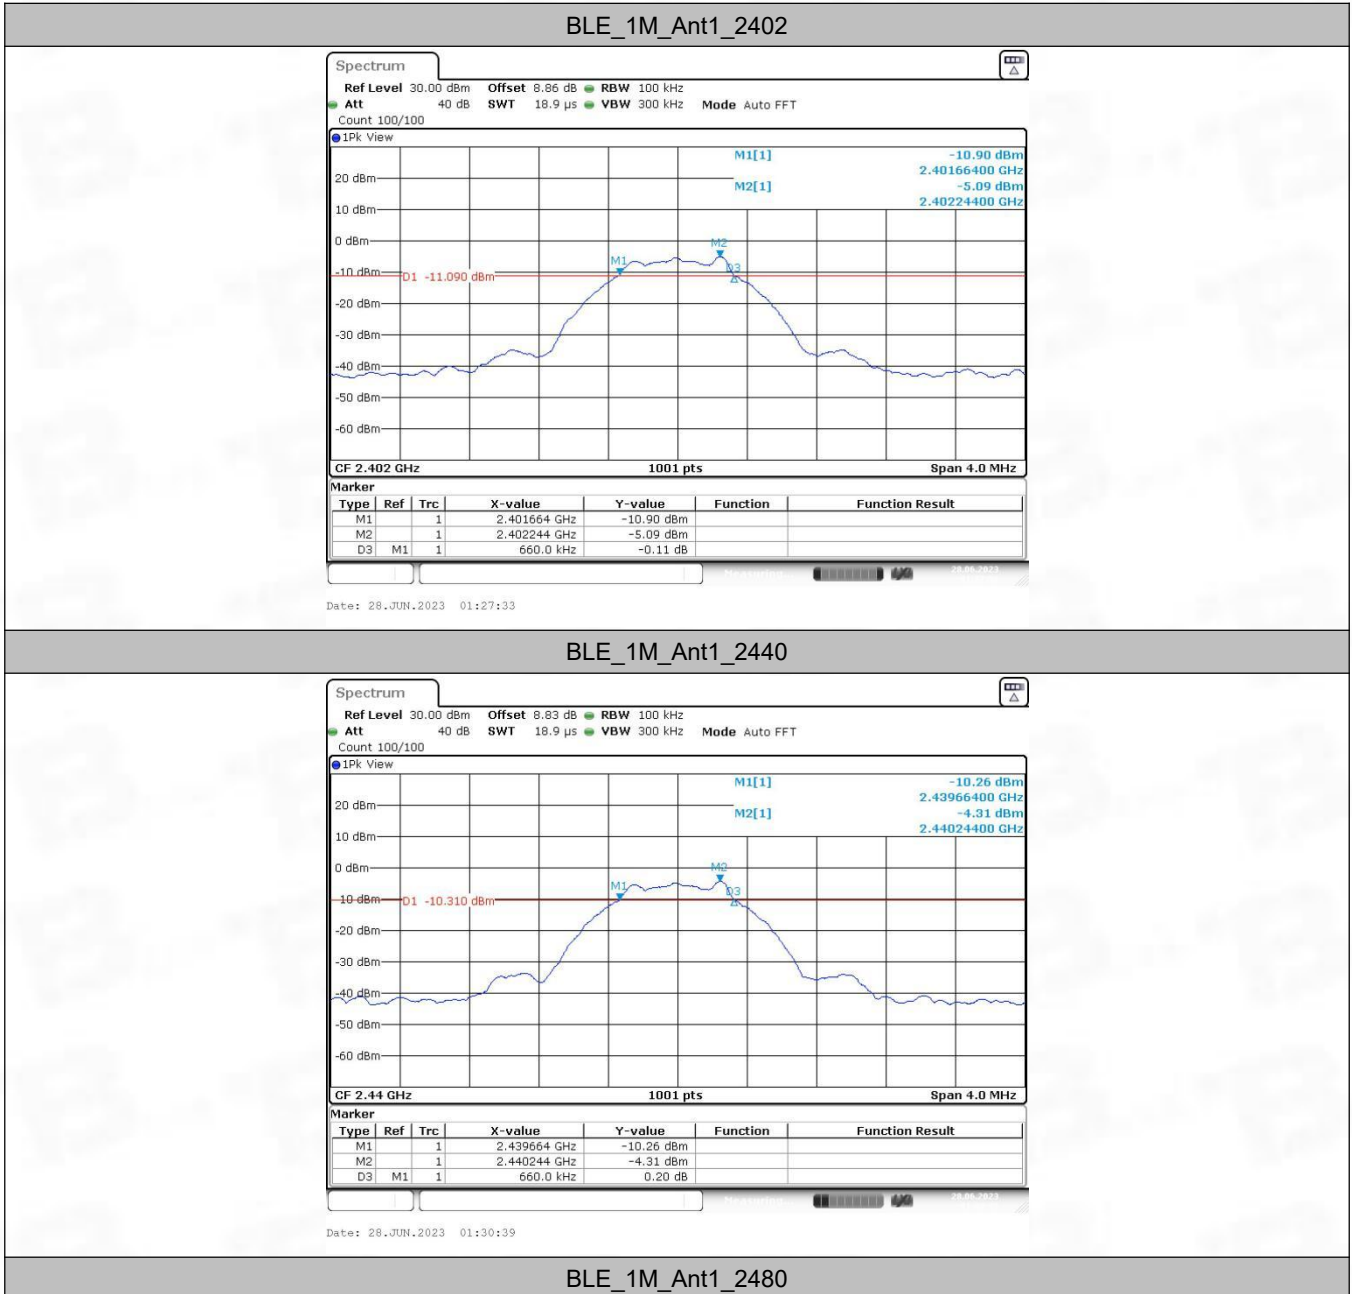 BLE_1M_Ant1_2402
Spectrum
Ref Level 30.00 dBm Offset 8.86 dB RBW 100 kHz
Att 40 dB SWT 18.9 µs VBW 300 kHz Mode Auto FFT
Count 100/100
1Pk View
M1[1] -10.90 dBm
2.40166400 GHz
M2[1] -5.09 dBm
2.40224400 GHz
20 dBm
10 dBm
0 dBm
M2
M1
D3
-10 dBm
D1 -11.090 dBm
-20 dBm
-30 dBm
-40 dBm
-50 dBm
-60 dBm
CF 2.402 GHz 1001 pts Span 4.0 MHz
Marker
Type Ref Trc X-value Y-value Function Function Result
M1 1 2.401664 GHz -10.90 dBm
M2 1 2.402244 GHz -5.09 dBm
D3 M1 1 660.0 kHz -0.11 dB
Measuring 28.06.2023
Date: 28.JUN.2023 01:27:33
BLE_1M_Ant1_2440
Spectrum
Ref Level 30.00 dBm Offset 8.83 dB RBW 100 kHz
Att 40 dB SWT 18.9 µs VBW 300 kHz Mode Auto FFT
Count 100/100
1Pk View
M1[1] -10.26 dBm
2.43966400 GHz
M2[1] -4.31 dBm
2.44024400 GHz
20 dBm
10 dBm
0 dBm
M2
M1
D3
-10 dBm
D1 -10.310 dBm
-20 dBm
-30 dBm
-40 dBm
-50 dBm
-60 dBm
CF 2.44 GHz 1001 pts Span 4.0 MHz
Marker
Type Ref Trc X-value Y-value Function Function Result
M1 1 2.439664 GHz -10.26 dBm
M2 1 2.440244 GHz -4.31 dBm
D3 M1 1 660.0 kHz 0.20 dB
Measuring 28.06.2023
Date: 28.JUN.2023 01:30:39
BLE_1M_Ant1_2480